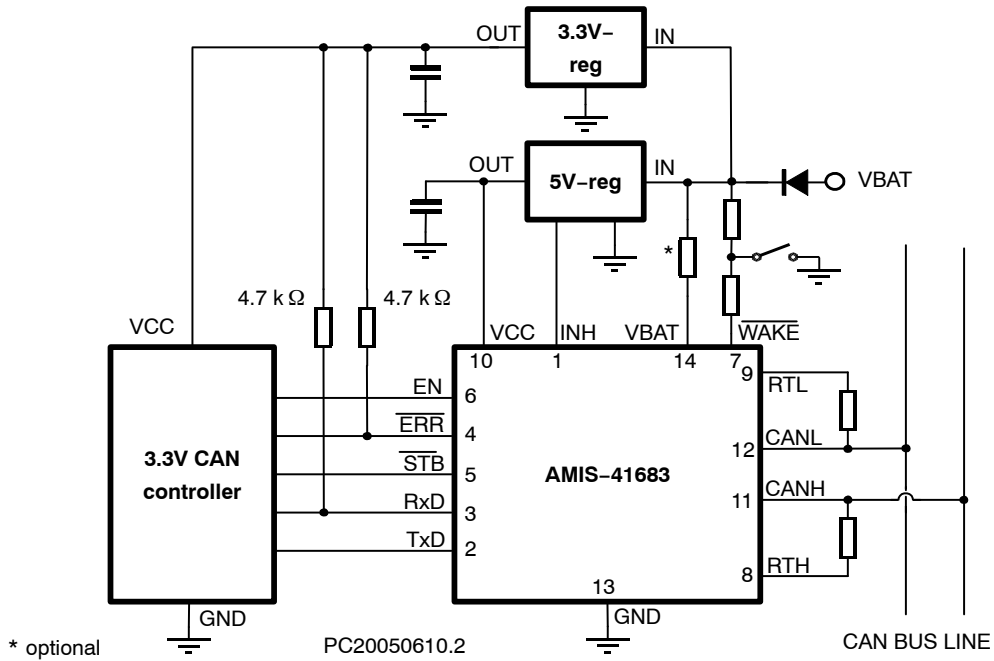 OUT
3.3V−
reg
IN
OUT
5V−reg
IN
VBAT
*
4.7 k Ω
4.7 k Ω
VCC
VCC
INH
VBAT
WAKE
10
1
14
7
9
RTL
EN
6
ERR
4
12
CANL
3.3V CAN
controller
STB
5
AMIS−41683
RxD
3
11
CANH
TxD
2
8
RTH
13
GND
GND
* optional
PC20050610.2
CAN BUS LINE